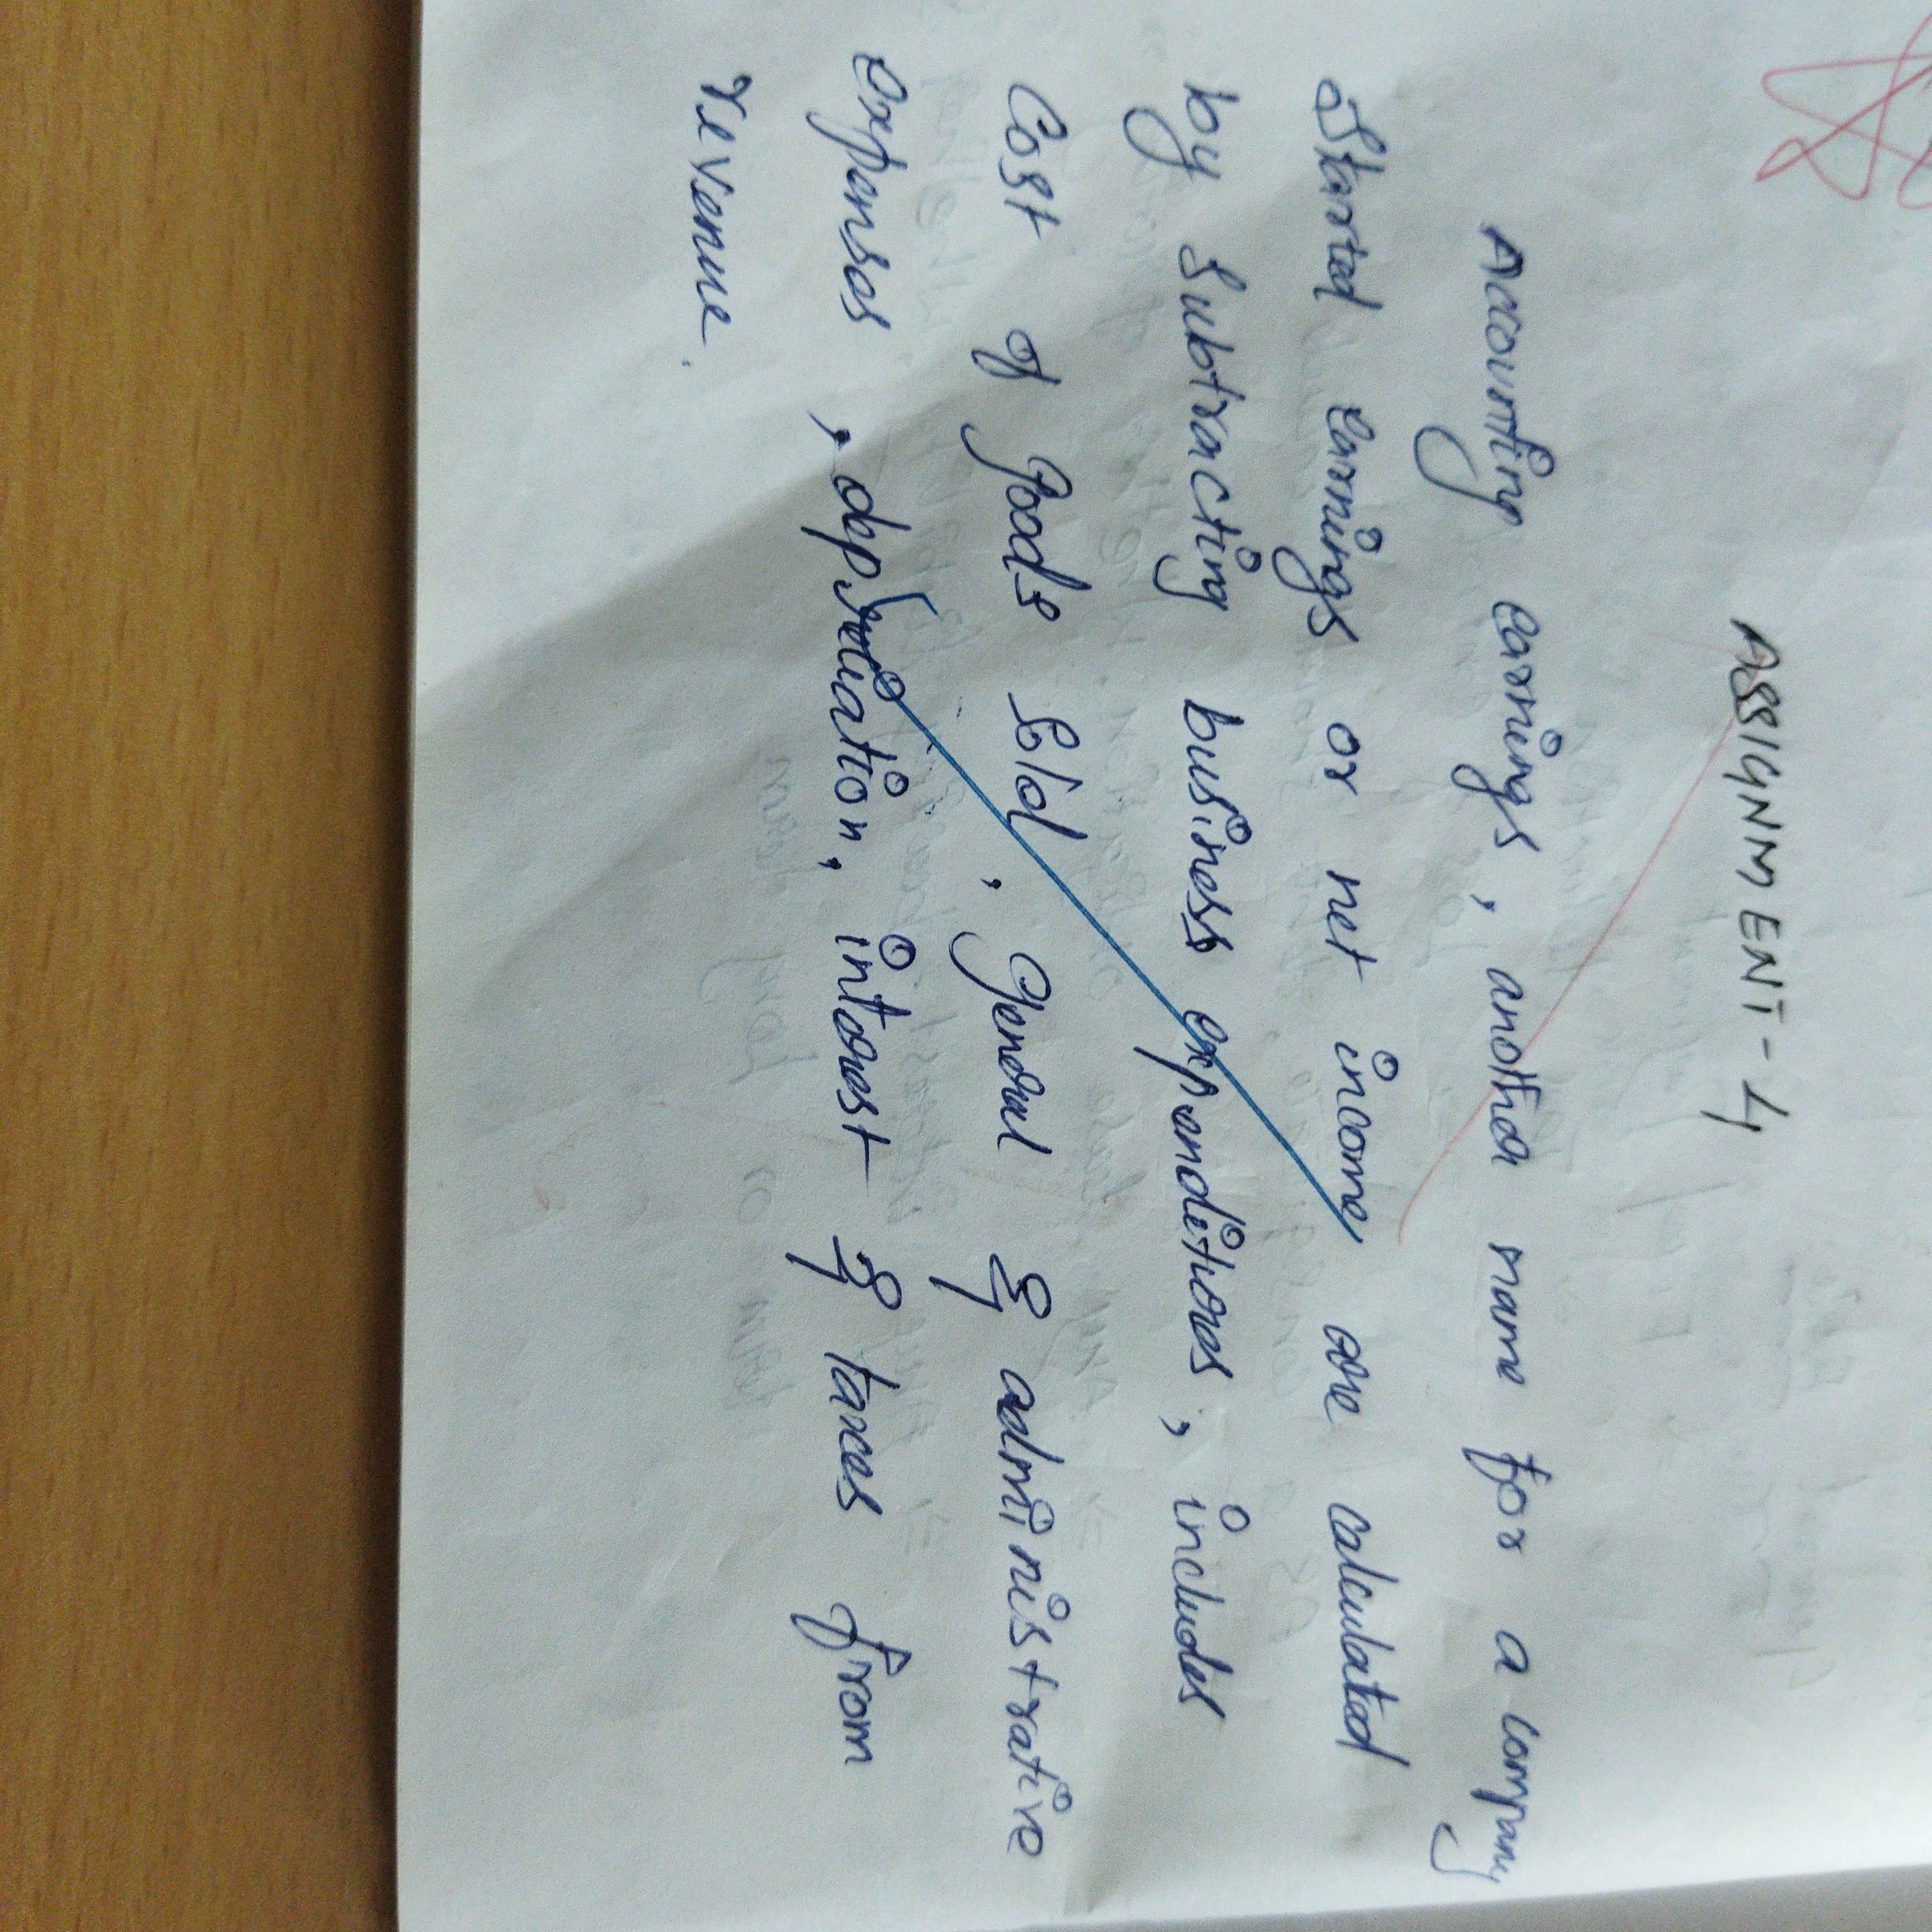 ASSIGNMENT-4
Accounting earnings, another name for a company
Started earnings or net income are calculated
by Subtracting business expenditures, includes
Cost of goods Sold, general & administrative
expenses, depreciation, interest & taxes from
revenue.